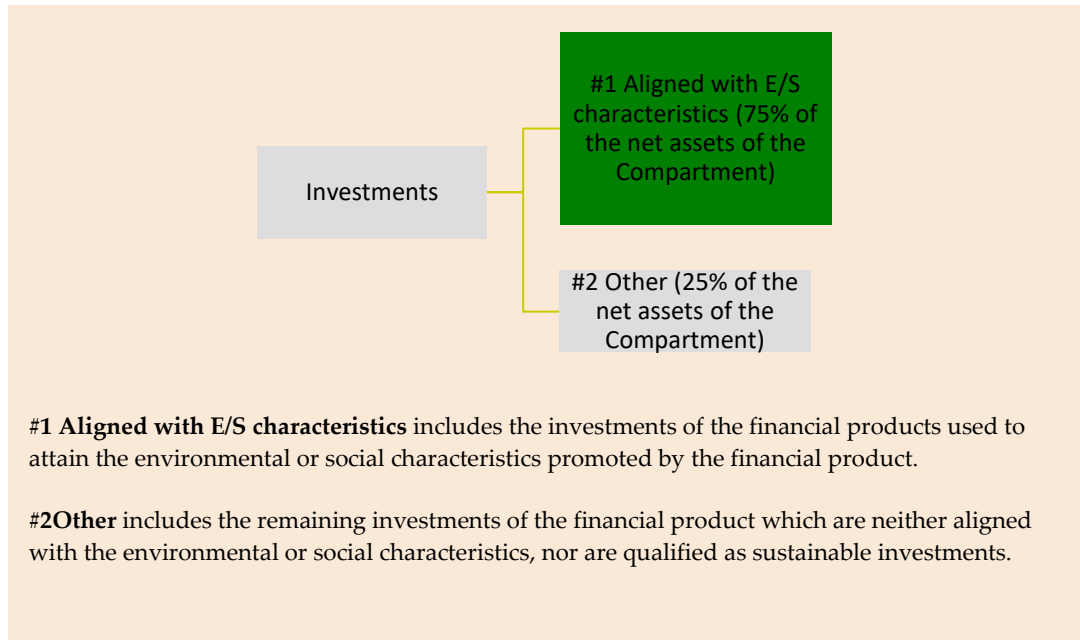 #1 Aligned with E/S
characteristics (75% of
the net assets of the
Compartment)
Investments
#2 Other (25% of the
net assets of the
Compartment)
#1 Aligned with E/S characteristics includes the investments of the financial products used to
attain the environmental or social characteristics promoted by the financial product.
#2Other includes the remaining investments of the financial product which are neither aligned
with the environmental or social characteristics, nor are qualified as sustainable investments.